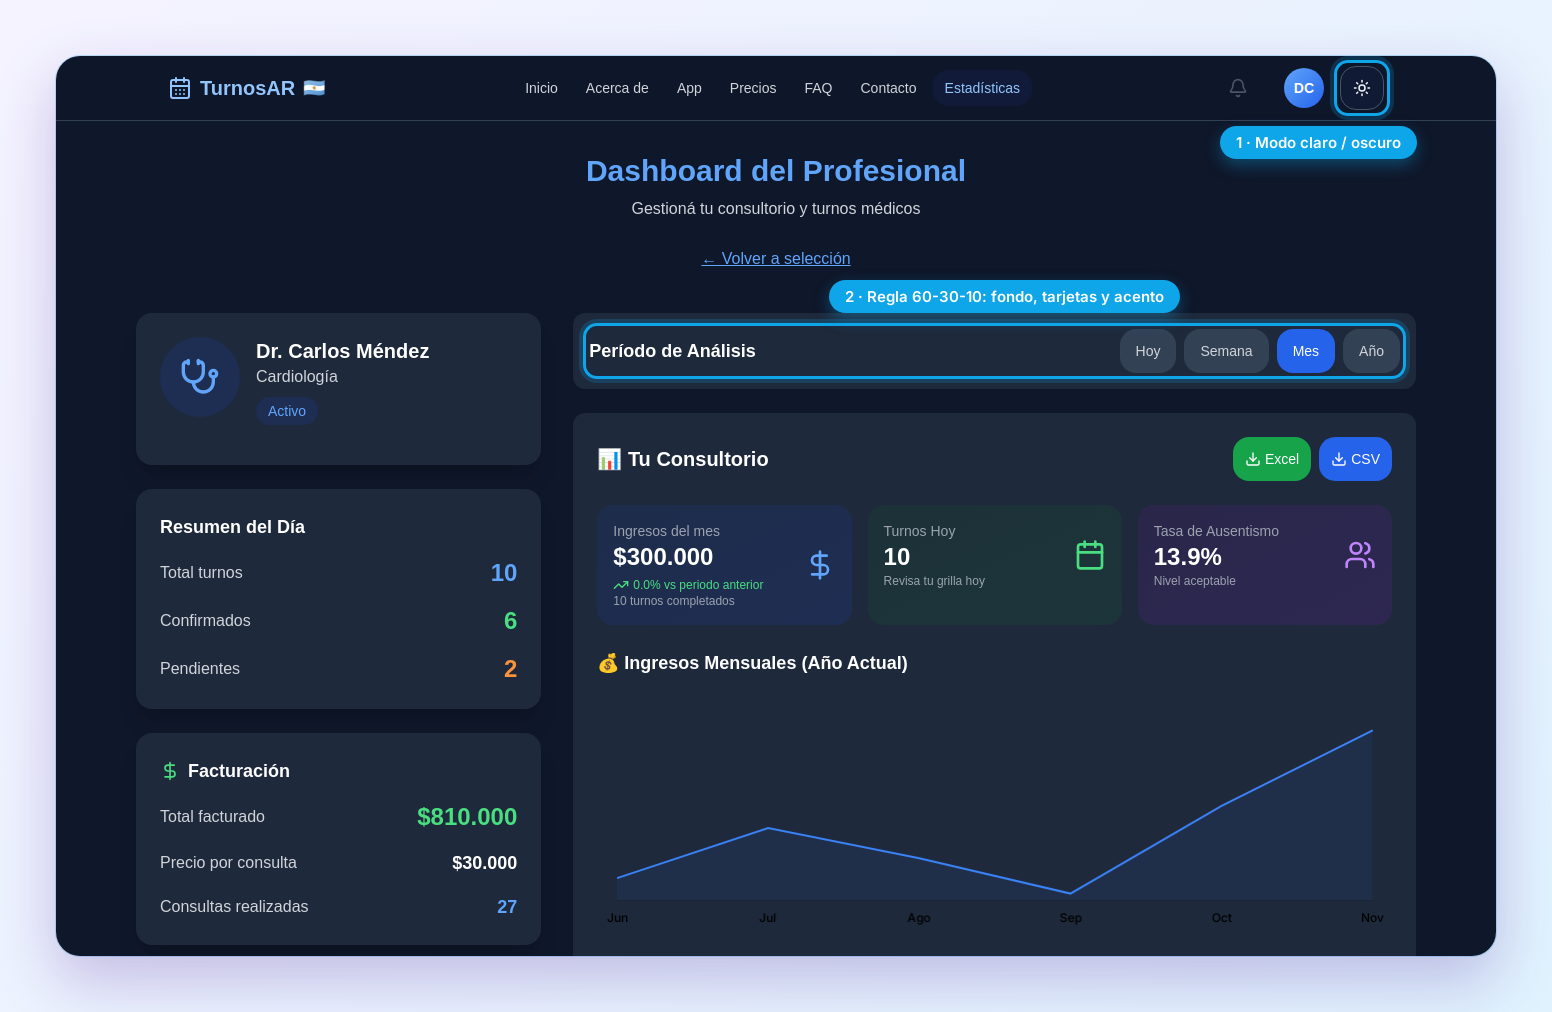 TurnosAR 🇦🇷
Inicio
Acerca de
App
Precios
FAQ
Contacto
Estadísticas
DC
1 · Modo claro / oscuro
Dashboard del Profesional
Gestioná tu consultorio y turnos médicos
← Volver a selección
2 · Regla 60-30-10: fondo, tarjetas y acento
Dr. Carlos Méndez
Cardiología
Activo
Resumen del Día
Total turnos 10
Confirmados 6
Pendientes 2
Facturación
Total facturado $810.000
Precio por consulta $30.000
Consultas realizadas 27
Período de Análisis
Hoy
Semana
Mes
Año
📊 Tu Consultorio
Excel
CSV
Ingresos del mes
$300.000
0.0% vs periodo anterior
10 turnos completados
Turnos Hoy
10
Revisa tu grilla hoy
Tasa de Ausentismo
13.9%
Nivel aceptable
💰 Ingresos Mensuales (Año Actual)
Jun Jul Ago Sep Oct Nov